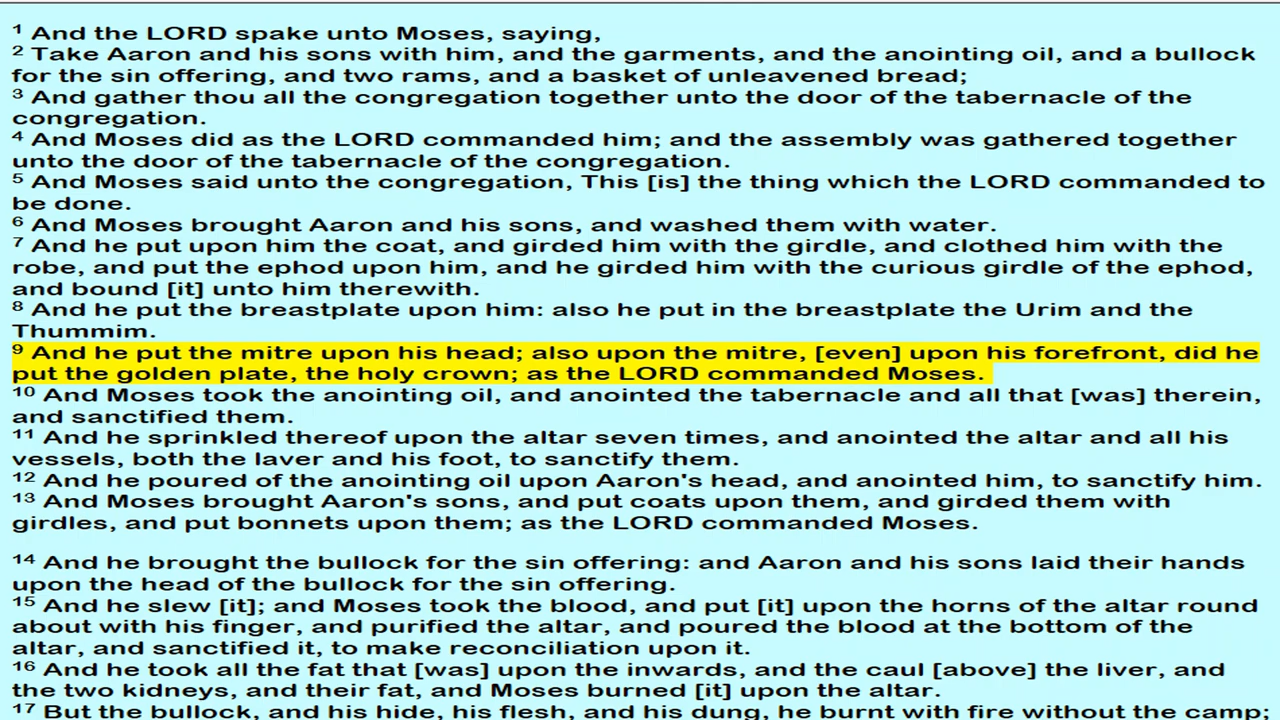 1 And the LORD spake unto Moses, saying,
2 Take Aaron and his sons with him, and the garments, and the anointing oil, and a bullock
for the sin offering, and two rams, and a basket of unleavened bread;
3 And gather thou all the congregation together unto the door of the tabernacle of the
congregation.
4 And Moses did as the LORD commanded him; and the assembly was gathered together
unto the door of the tabernacle of the congregation.
5 And Moses said unto the congregation, This [is] the thing which the LORD commanded to
be done.
6 And Moses brought Aaron and his sons, and washed them with water.
7 And he put upon him the coat, and girded him with the girdle, and clothed him with the
robe, and put the ephod upon him, and he girded him with the curious girdle of the ephod,
and bound [it] unto him therewith.
8 And he put the breastplate upon him: also he put in the breastplate the Urim and the
Thummim.
9 And he put the mitre upon his head; also upon the mitre, [even] upon his forefront, did he
put the golden plate, the holy crown; as the LORD commanded Moses.
10 And Moses took the anointing oil, and anointed the tabernacle and all that [was] therein,
and sanctified them.
11 And he sprinkled thereof upon the altar seven times, and anointed the altar and all his
vessels, both the laver and his foot, to sanctify them.
12 And he poured of the anointing oil upon Aaron's head, and anointed him, to sanctify him.
13 And Moses brought Aaron's sons, and put coats upon them, and girded them with
girdles, and put bonnets upon them; as the LORD commanded Moses.
14 And he brought the bullock for the sin offering: and Aaron and his sons laid their hands
upon the head of the bullock for the sin offering.
15 And he slew [it]; and Moses took the blood, and put [it] upon the horns of the altar round
about with his finger, and purified the altar, and poured the blood at the bottom of the
altar, and sanctified it, to make reconciliation upon it.
16 And he took all the fat that [was] upon the inwards, and the caul [above] the liver, and
the two kidneys, and their fat, and Moses burned [it] upon the altar.
17 But the bullock, and his hide, his flesh, and his dung, he burnt with fire without the camp;